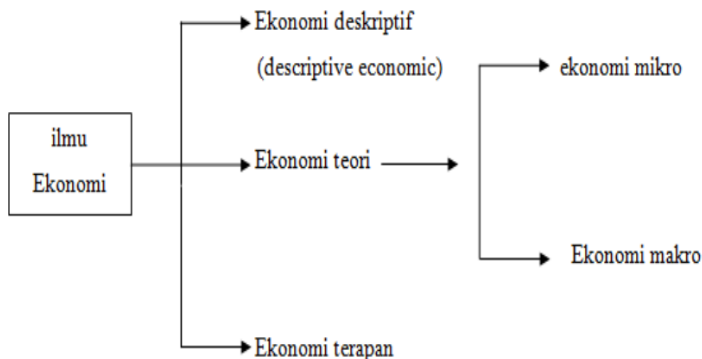 ilmu
Ekonomi
Ekonomi deskriptif
(descriptive economic)
Ekonomi teori
Ekonomi terapan
ekonomi mikro
Ekonomi makro